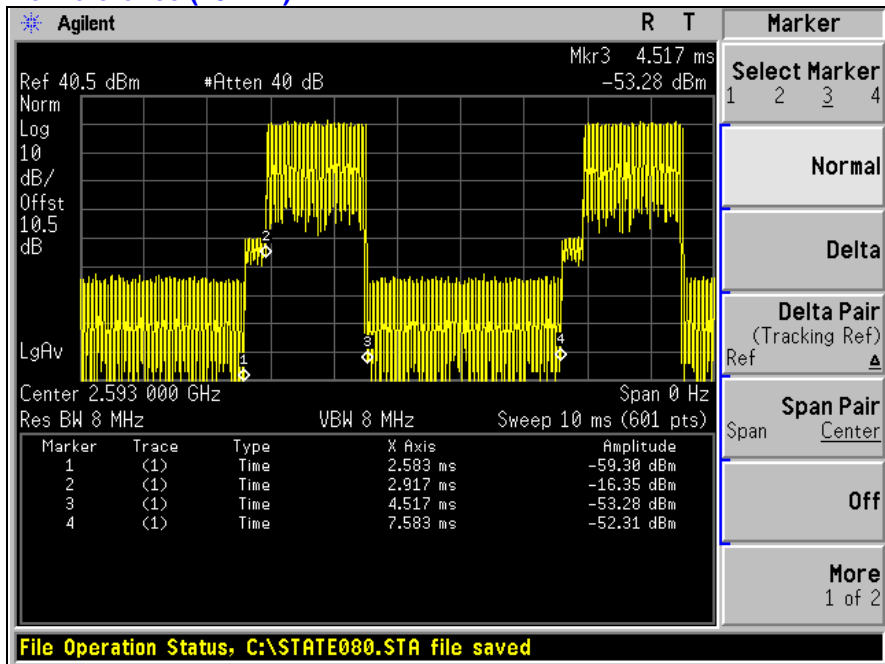 Agilent R T Marker
Mkr3 4.517 ms
Ref 40.5 dBm #Atten 40 dB -53.28 dBm
Norm
Log
10
dB/
Offst
10.5
dB
LgAv
2
1
3
4
Center 2.593 000 GHz Span 0 Hz
Res BW 8 MHz VBW 8 MHz Sweep 10 ms (601 pts)
Marker Trace Type X Axis Amplitude
1 (1) Time 2.583 ms -59.30 dBm
2 (1) Time 2.917 ms -16.35 dBm
3 (1) Time 4.517 ms -53.28 dBm
4 (1) Time 7.583 ms -52.31 dBm
Select Marker
1 2 3 4
Normal
Delta
Delta Pair
(Tracking Ref)
Ref Δ
Span Pair
Span Center
Off
More
1 of 2
File Operation Status, C:\STATE080.STA file saved